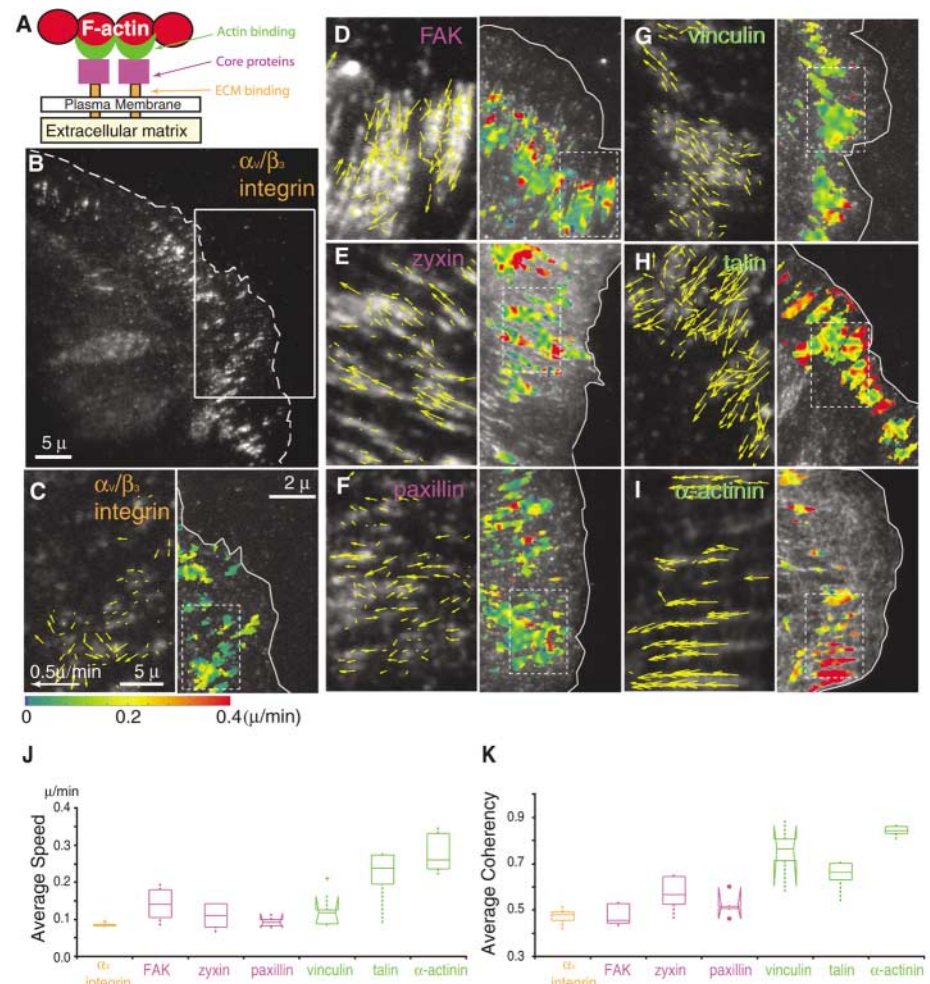 A
F-actin
Actin binding
Core proteins
ECM binding
Plasma Membrane
Extracellular matrix
B
αv/β3
integrin
5 μ
C
αv/β3
integrin
2 μ
0.5μ/min
5 μ
0 0.2 0.4(μ/min)
D FAK
E zyxin
F paxillin
G vinculin
H talin
I α-actinin
J
μ/min
Average Speed
0.4
0.3
0.2
0.1
0.0
αv
integrin
FAK zyxin paxillin vinculin talin α-actinin
K
Average Coherency
0.9
0.7
0.5
0.3
αv
integrin
FAK zyxin paxillin vinculin talin α-actinin